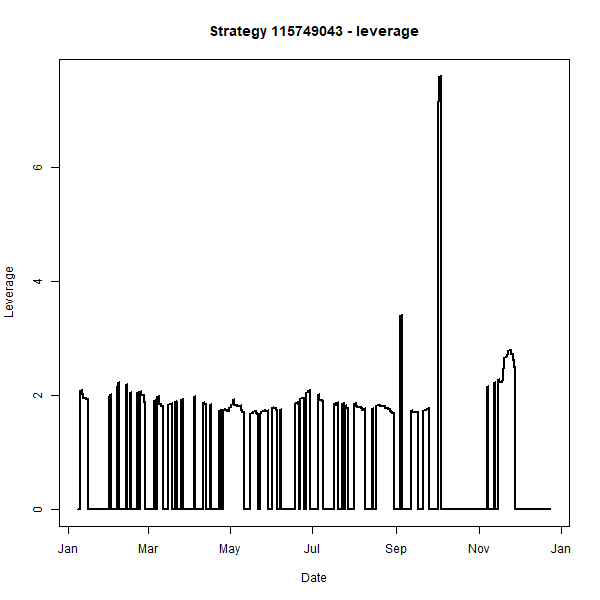 Strategy 115749043 - leverage
Leverage
6
4
2
0
Jan Mar May Jul Sep Nov Jan
Date